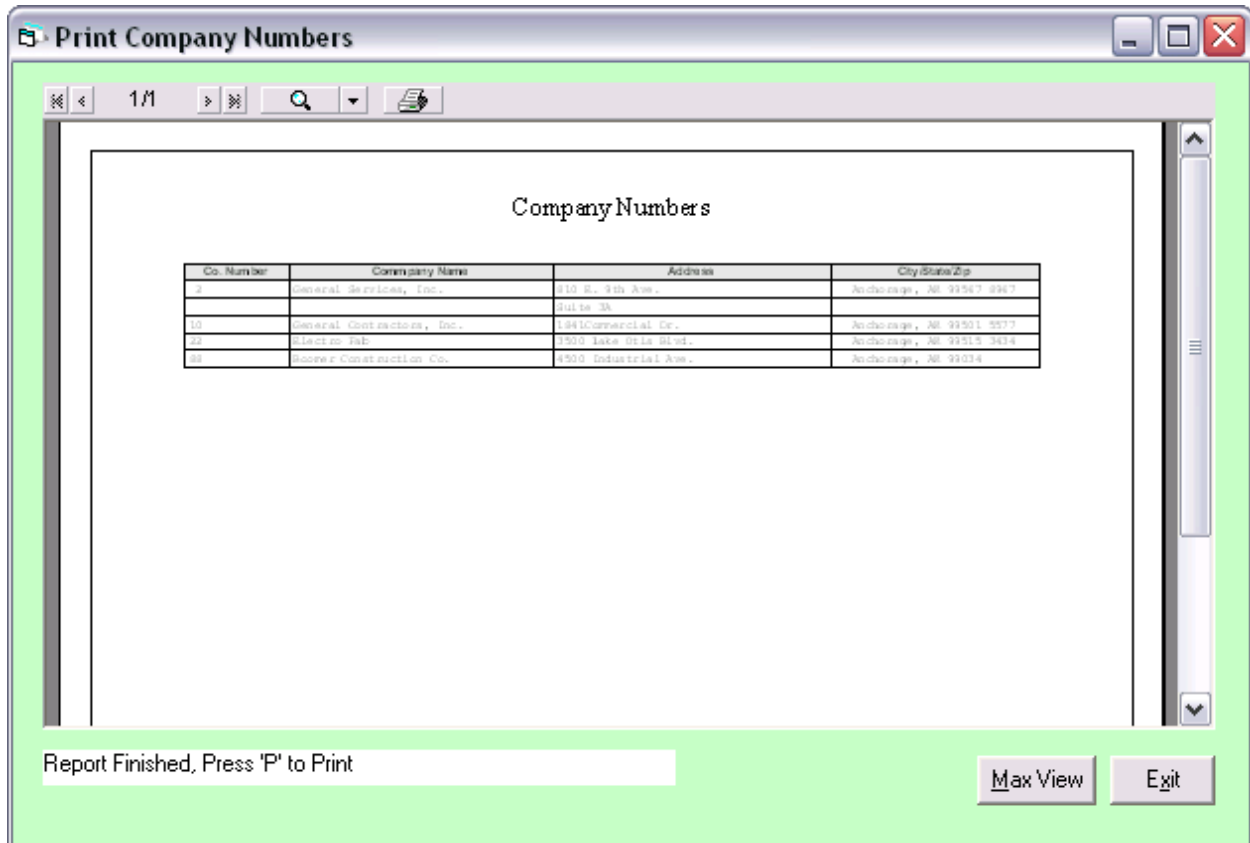 Print Company Numbers
1/1
Company Numbers
Co. Number Commpany Name Address City/State/Zip
2 General Services, Inc. 810 E. 9th Ave. Anchorage, AK 99567 8967
Suite 3A
10 General Contractors, Inc. 1841Commercial Dr. Anchorage, AK 99501 5577
22 Electro Fab 3500 Lake Otis Blvd. Anchorage, AK 99515 3434
88 Boomer Construction Co. 4500 Industrial Ave. Anchorage, AK 99034
Report Finished, Press 'P' to Print
Max View Exit